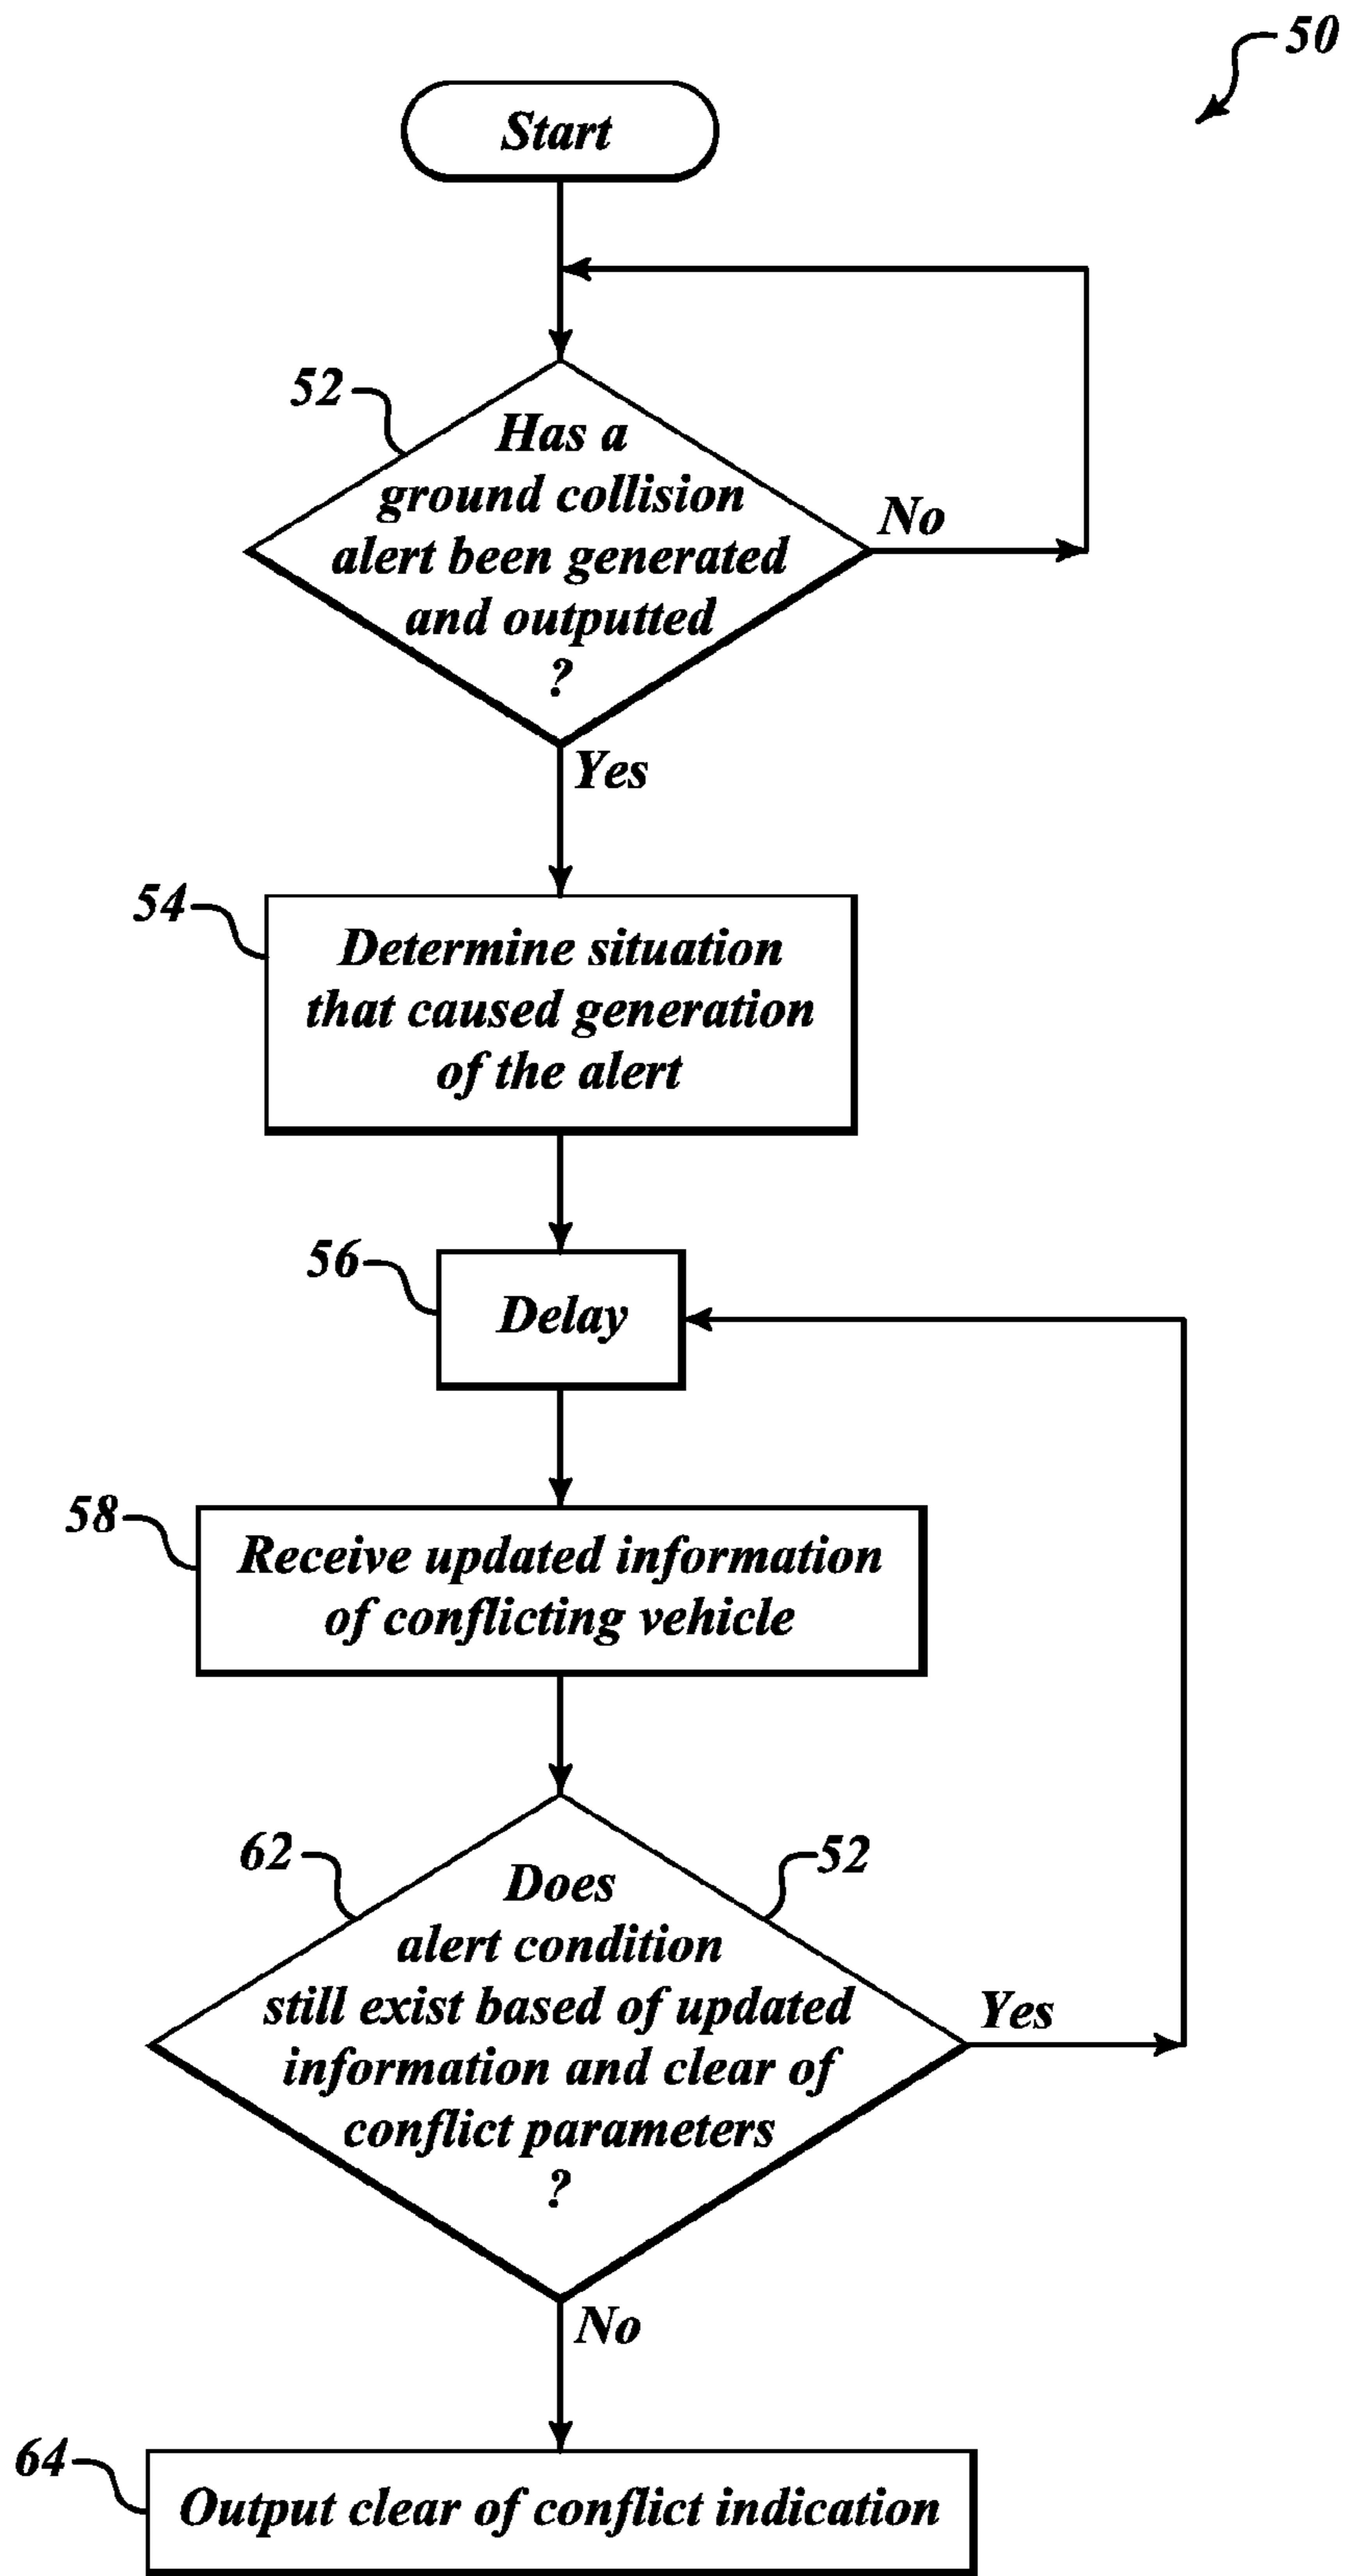 50
Start
52
Has a
ground collision
alert been generated
and outputted
?
No
Yes
54
Determine situation
that caused generation
of the alert
56
Delay
58
Receive updated information
of conflicting vehicle
62
52
Does
alert condition
still exist based of updated
information and clear of
conflict parameters
?
Yes
No
64
Output clear of conflict indication